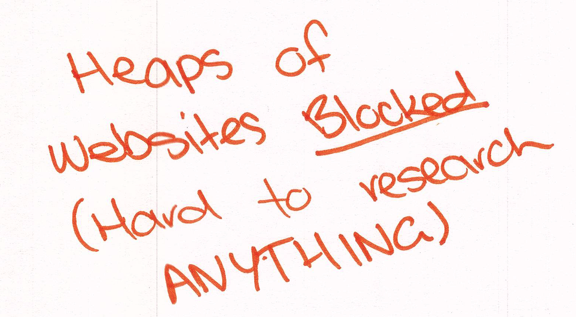 Heaps of
Websites Blocked
(Hard to research
ANYTHING)